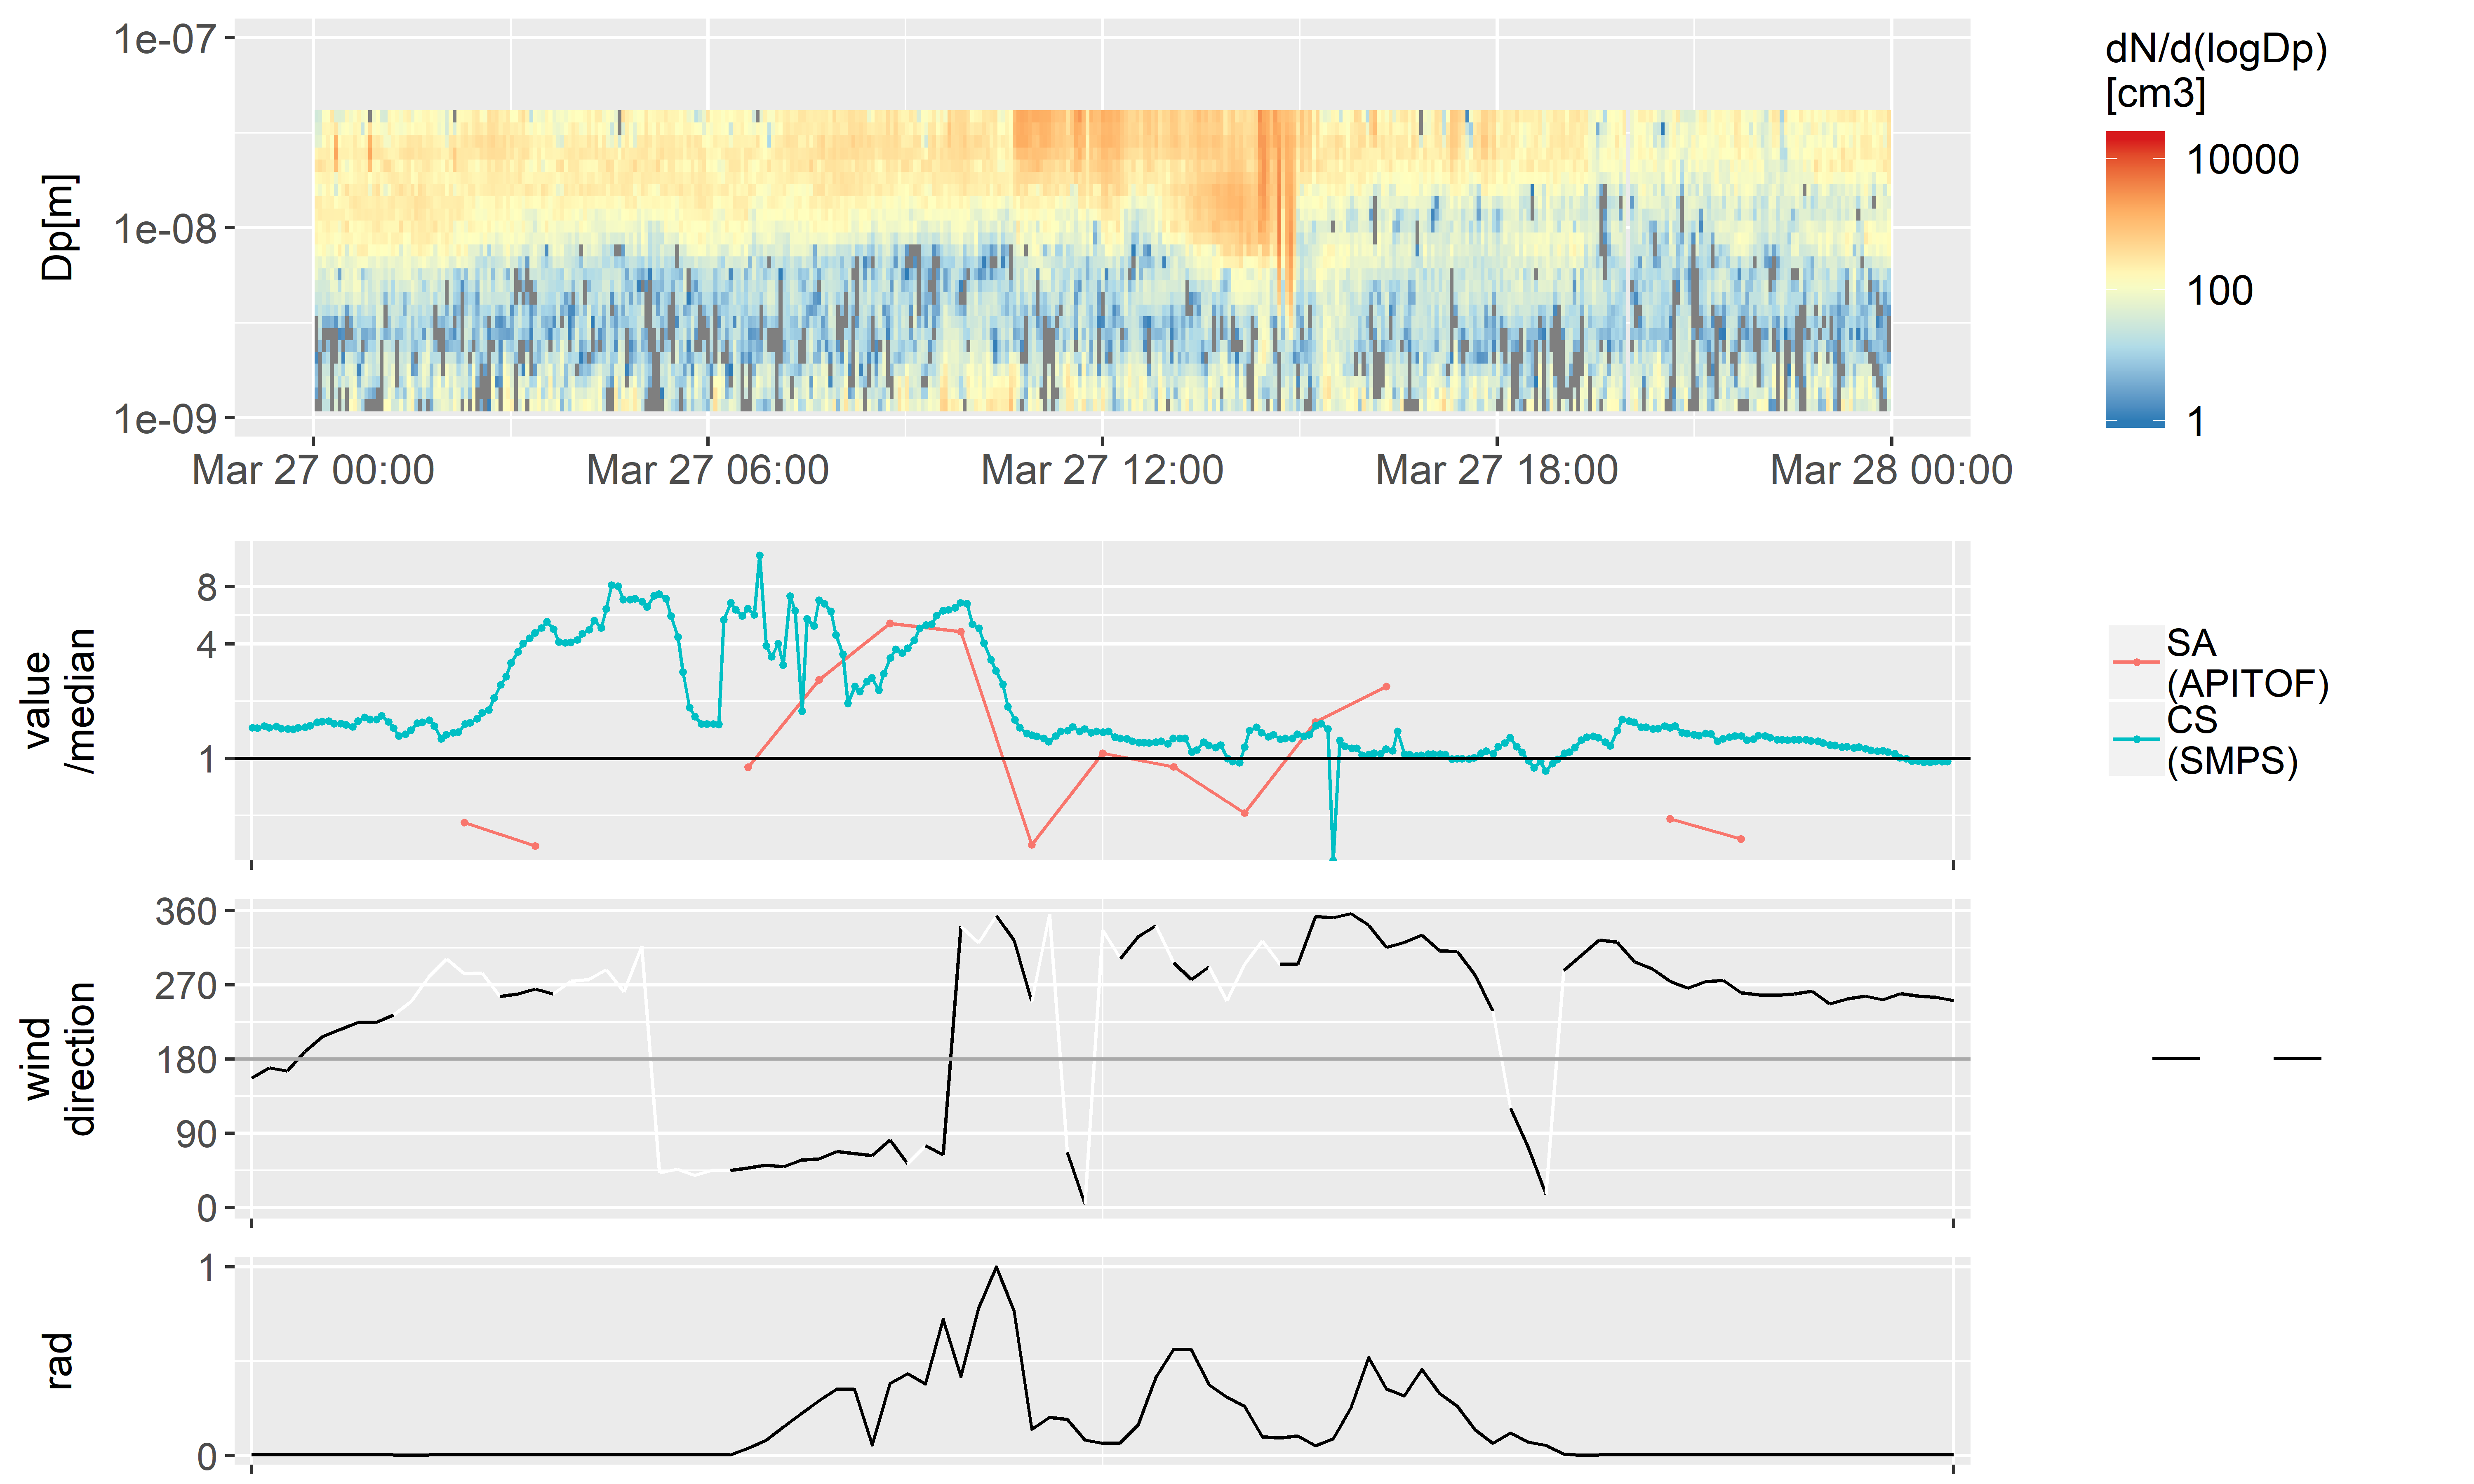 1e-07
1e-08
1e-09
Dp[m]
Mar 27 00:00
Mar 27 06:00
Mar 27 12:00
Mar 27 18:00
Mar 28 00:00
dN/d(logDp)
[cm3]
10000
100
1
8
4
1
value
/median
SA
(APITOF)
CS
(SMPS)
360
270
180
90
0
wind
direction
1
0
rad